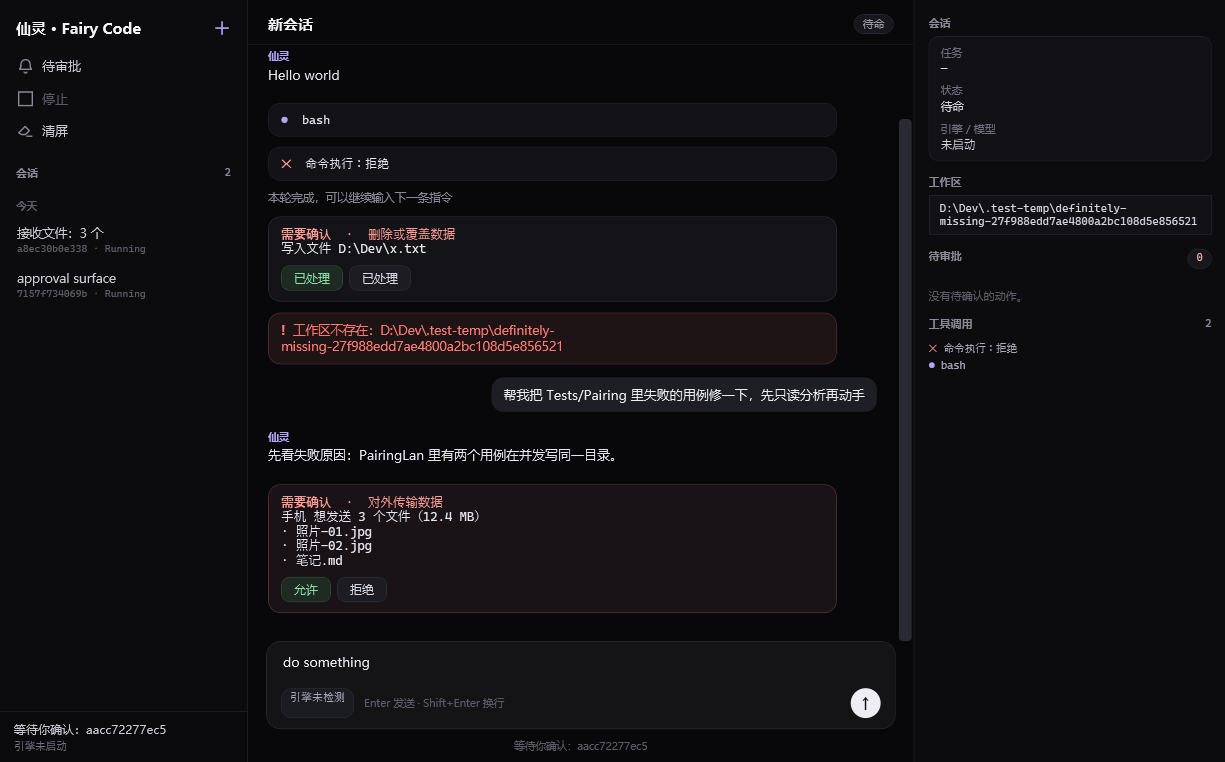 仙灵 • Fairy Code
+
待审批
停止
清屏
会话 2
今天
接收文件：3 个
a8ec30b0e338 · Running
approval surface
7157f734069b · Running
等待你确认：aacc72277ec5
引擎未启动
新会话
待命
仙灵
Hello world
bash
命令执行：拒绝
本轮完成，可以继续输入下一条指令
需要确认 · 删除或覆盖数据
写入文件 D:\Dev\x.txt
已处理 已处理
! 工作区不存在：D:\Dev\.test-temp\definitely-
missing-27f988edd7ae4800a2bc108d5e856521
帮我把 Tests/Pairing 里失败的用例修一下，先只读分析再动手
仙灵
先看失败原因：PairingLan 里有两个用例在并发写同一目录。
需要确认 · 对外传输数据
手机 想发送 3 个文件（12.4 MB）
· 照片-01.jpg
· 照片-02.jpg
· 笔记.md
允许 拒绝
do something
引擎未检测
Enter 发送 · Shift+Enter 换行
↑
等待你确认：aacc72277ec5
会话
任务
—
状态
待命
引擎 / 模型
未启动
工作区
D:\Dev\.test-temp\definitely-
missing-27f988edd7ae4800a2bc108d5e856521
待审批 0
没有待确认的动作。
工具调用 2
命令执行：拒绝
bash